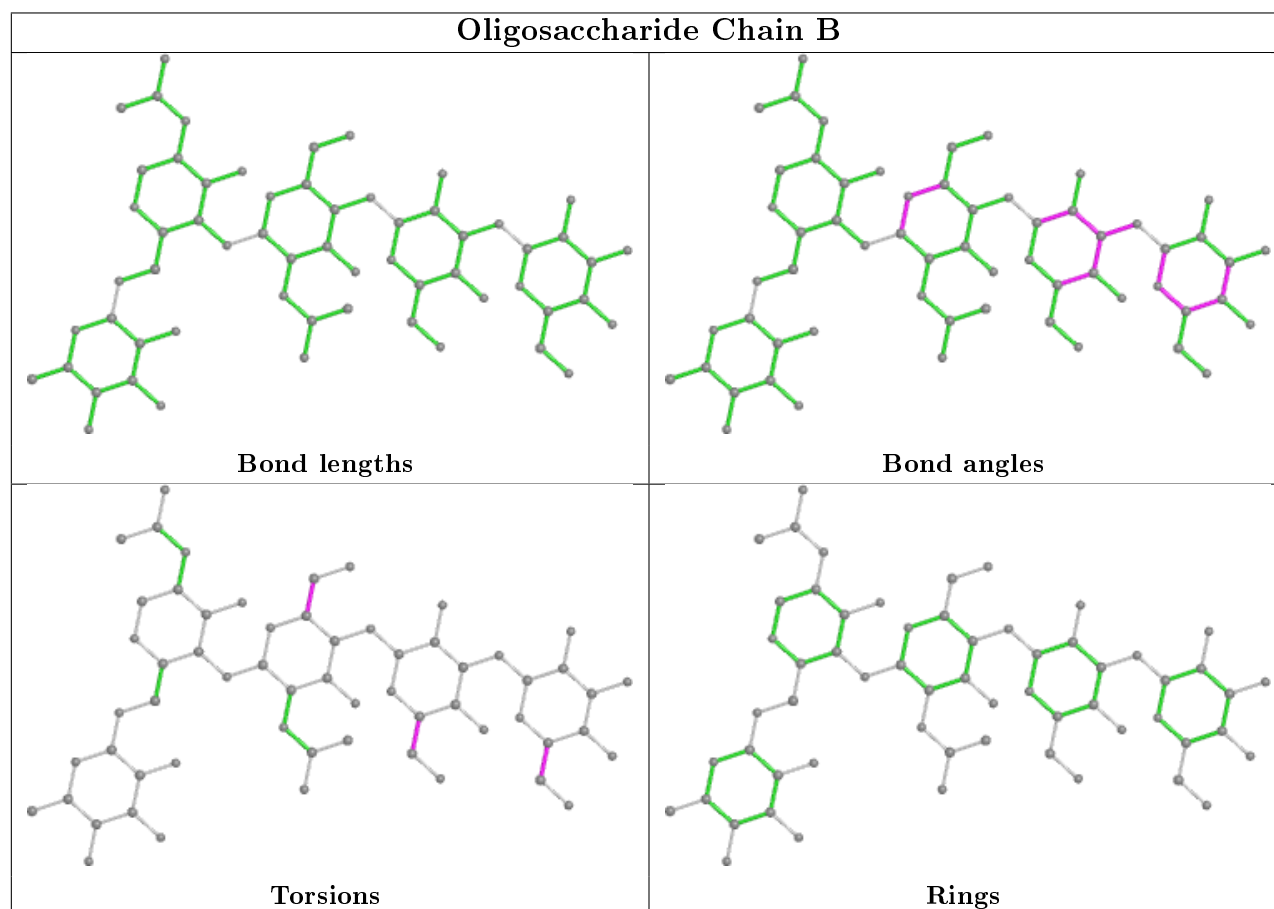 Oligosaccharide Chain B
Bond lengths
Bond angles
Torsions
Rings